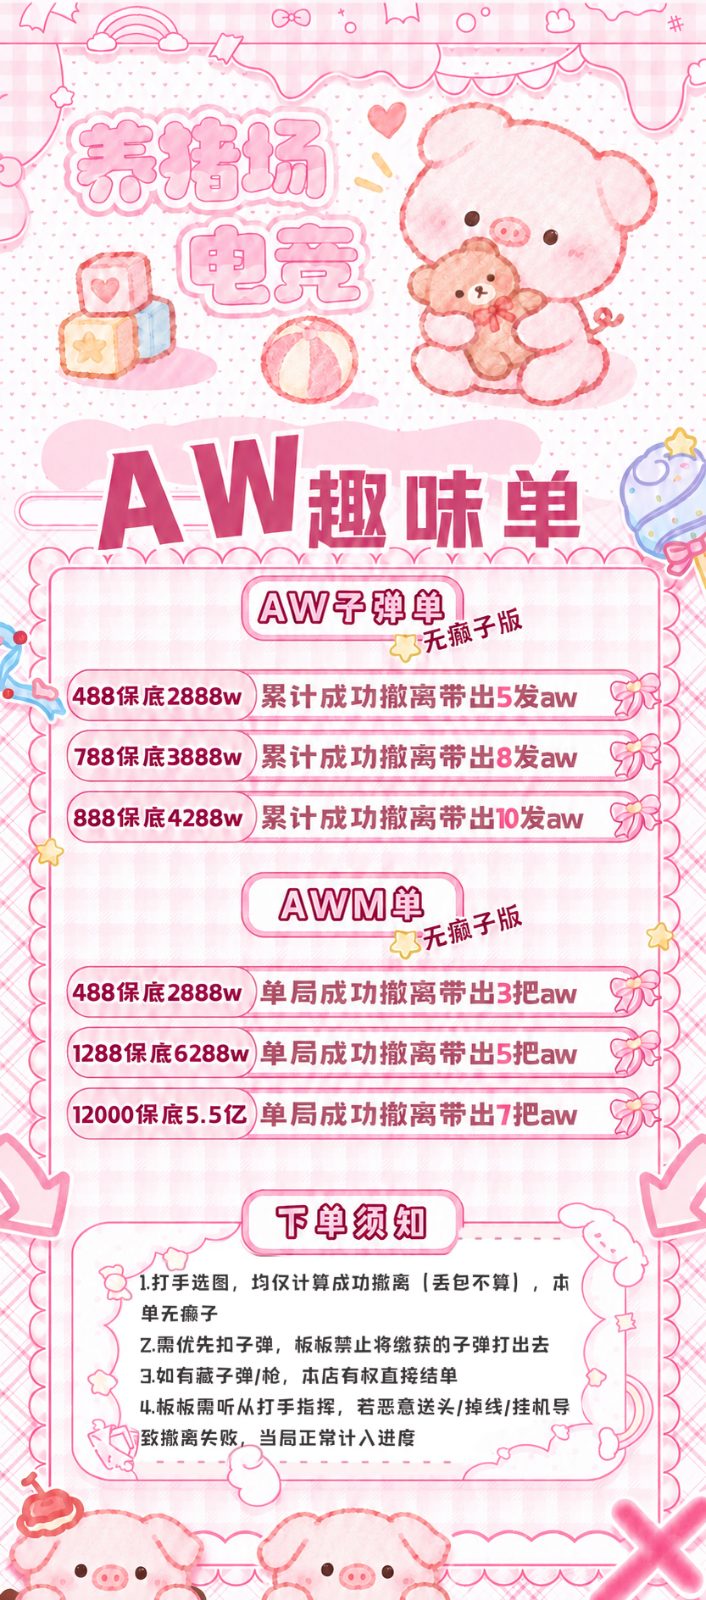 养猪场
电竞
AW趣味单
AW子弹单
无癫子版
488保底2888w 累计成功撤离带出5发aw
788保底3888w 累计成功撤离带出8发aw
888保底4288w 累计成功撤离带出10发aw
AWM单
无癫子版
488保底2888w 单局成功撤离带出3把aw
1288保底6288w 单局成功撤离带出5把aw
12000保底5.5亿 单局成功撤离带出7把aw
下单须知
1.打手选图，均仅计算成功撤离（丢包不算），本
单无癫子
2.需优先扣子弹，板板禁止将缴获的子弹打出去
3.如有藏子弹/枪，本店有权直接结单
4.板板需听从打手指挥，若恶意送头/掉线/挂机导
致撤离失败，当局正常计入进度